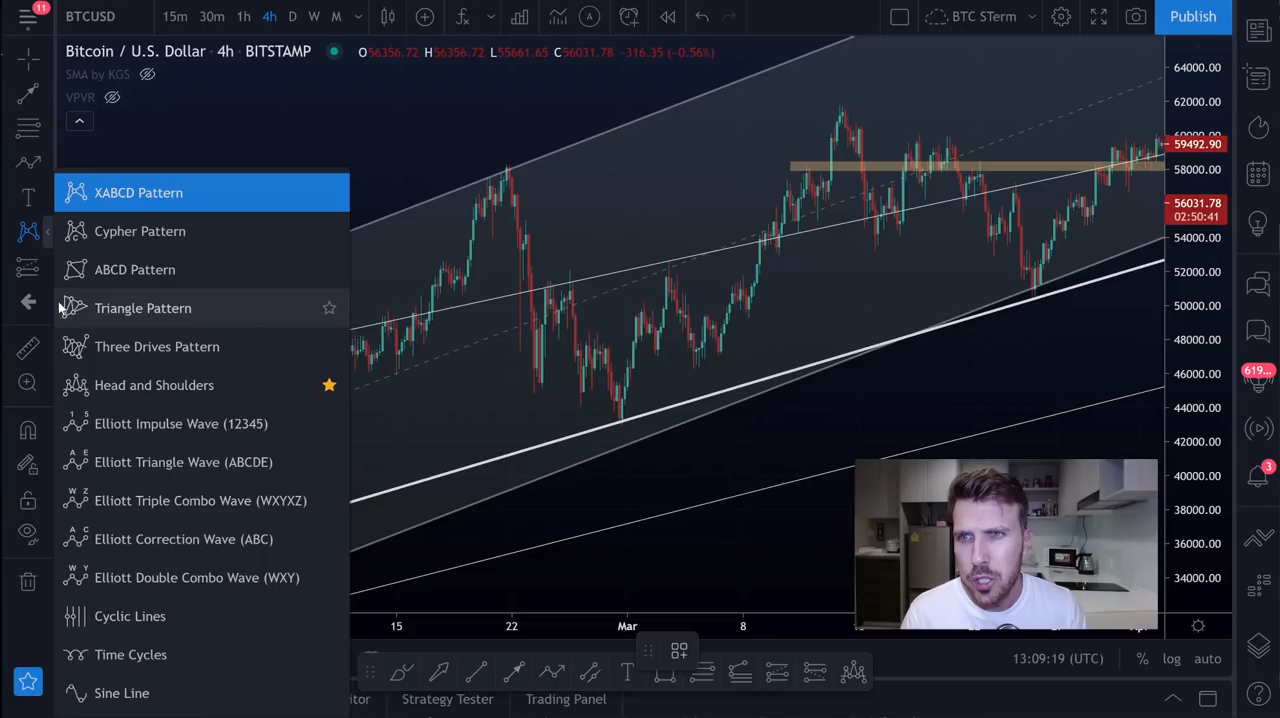 11
BTCUSD
15m 30m 1h 4h D W M
BTC STerm
Publish
Bitcoin / U.S. Dollar · 4h · BITSTAMP
O56356.72 H56356.72 L55661.65 C56031.78 −316.35 (−0.56%)
SMA by KGS
VPVR
XABCD Pattern
Cypher Pattern
ABCD Pattern
Triangle Pattern
Three Drives Pattern
Head and Shoulders
Elliott Impulse Wave (12345)
Elliott Triangle Wave (ABCDE)
Elliott Triple Combo Wave (WXYXZ)
Elliott Correction Wave (ABC)
Elliott Double Combo Wave (WXY)
Cyclic Lines
Time Cycles
Sine Line
64000.00
62000.00
60000.00
59492.90
58000.00
56031.78
02:50:41
54000.00
52000.00
50000.00
48000.00
46000.00
44000.00
42000.00
40000.00
38000.00
36000.00
34000.00
619...
3
15 22 Mar 8
13:09:19 (UTC) % log auto
Strategy Tester Trading Panel